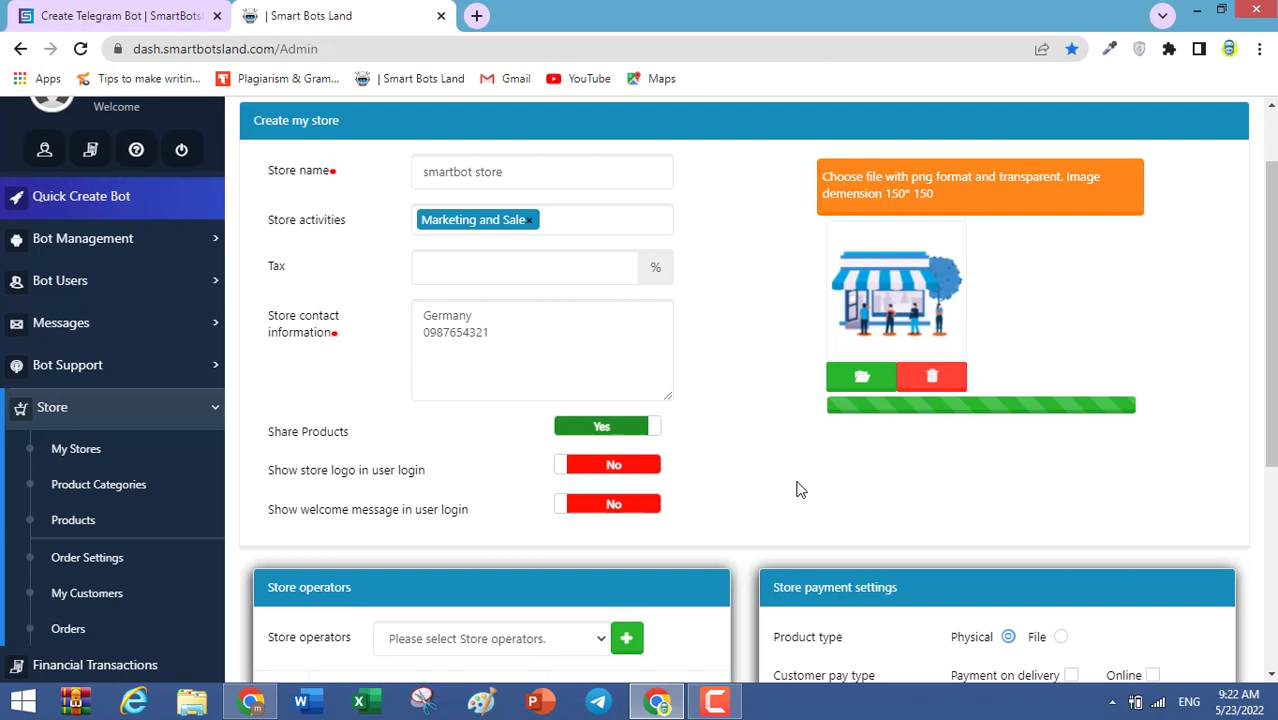 Create Telegram Bot | SmartBots
| Smart Bots Land
dash.smartbotsland.com/Admin
Apps
Tips to make writin...
Plagiarism & Gram...
| Smart Bots Land
Gmail
YouTube
Maps
Welcome
Quick Create Bot
Bot Management
Bot Users
Messages
Bot Support
Store
My Stores
Product Categories
Products
Order Settings
My Customers
Orders
Financial Transactions
Create my store
Store name
smartbot store
Store activities
Marketing and Sale×
Tax
%
Store contact
information
Germany
0987654321
Share Products
Yes
Show store logo in user login
No
Show welcome message in user login
No
Choose file with png format and transparent. Image
demension 150* 150
Store operators
Store operators
Please select Store operators.
Store payment settings
Product type
Physical
File
Customer pay type
Payment on delivery
Online
ENG
9:22 AM
5/23/2022